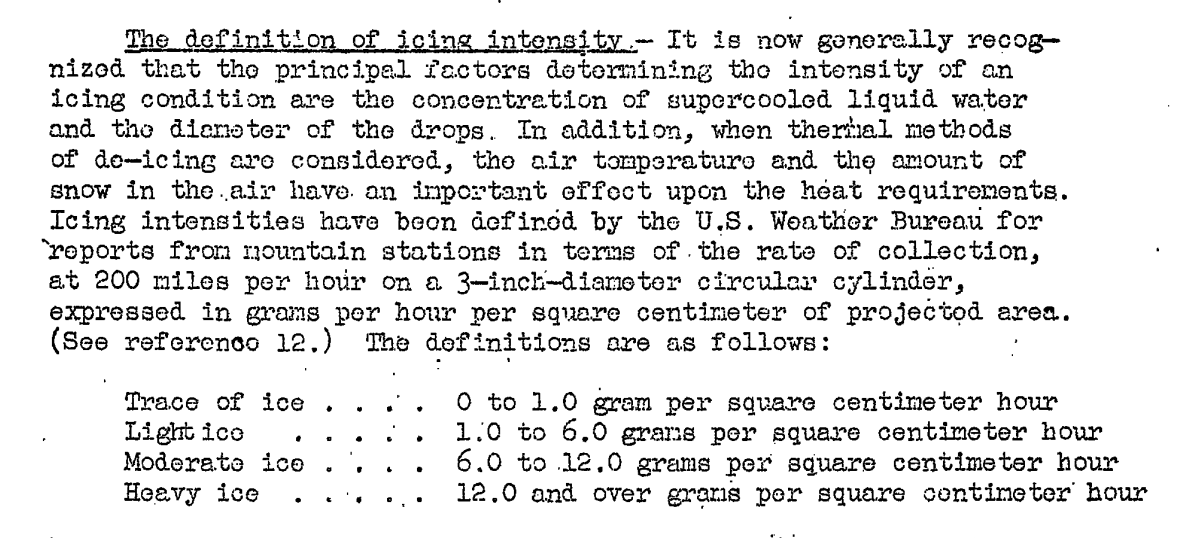 The definition of icing intensity.— It is now generally recog-
nized that the principal factors determining the intensity of an
icing condition are the concentration of supercooled liquid water
and the diameter of the drops. In addition, when thermal methods
of de-icing are considered, the air temperature and the amount of
snow in the air have an important effect upon the heat requirements.
Icing intensities have been defined by the U.S. Weather Bureau for
reports from mountain stations in terms of the rate of collection,
at 200 miles per hour on a 3-inch-diameter circular cylinder,
expressed in grams per hour per square centimeter of projected area.
(See reference 12.) The definitions are as follows:
Trace of ice . . . . 0 to 1.0 gram per square centimeter hour
Light ice . . . . . 1.0 to 6.0 grams per square centimeter hour
Moderate ice . . . . 6.0 to 12.0 grams per square centimeter hour
Heavy ice . . . . . 12.0 and over grams per square centimeter hour